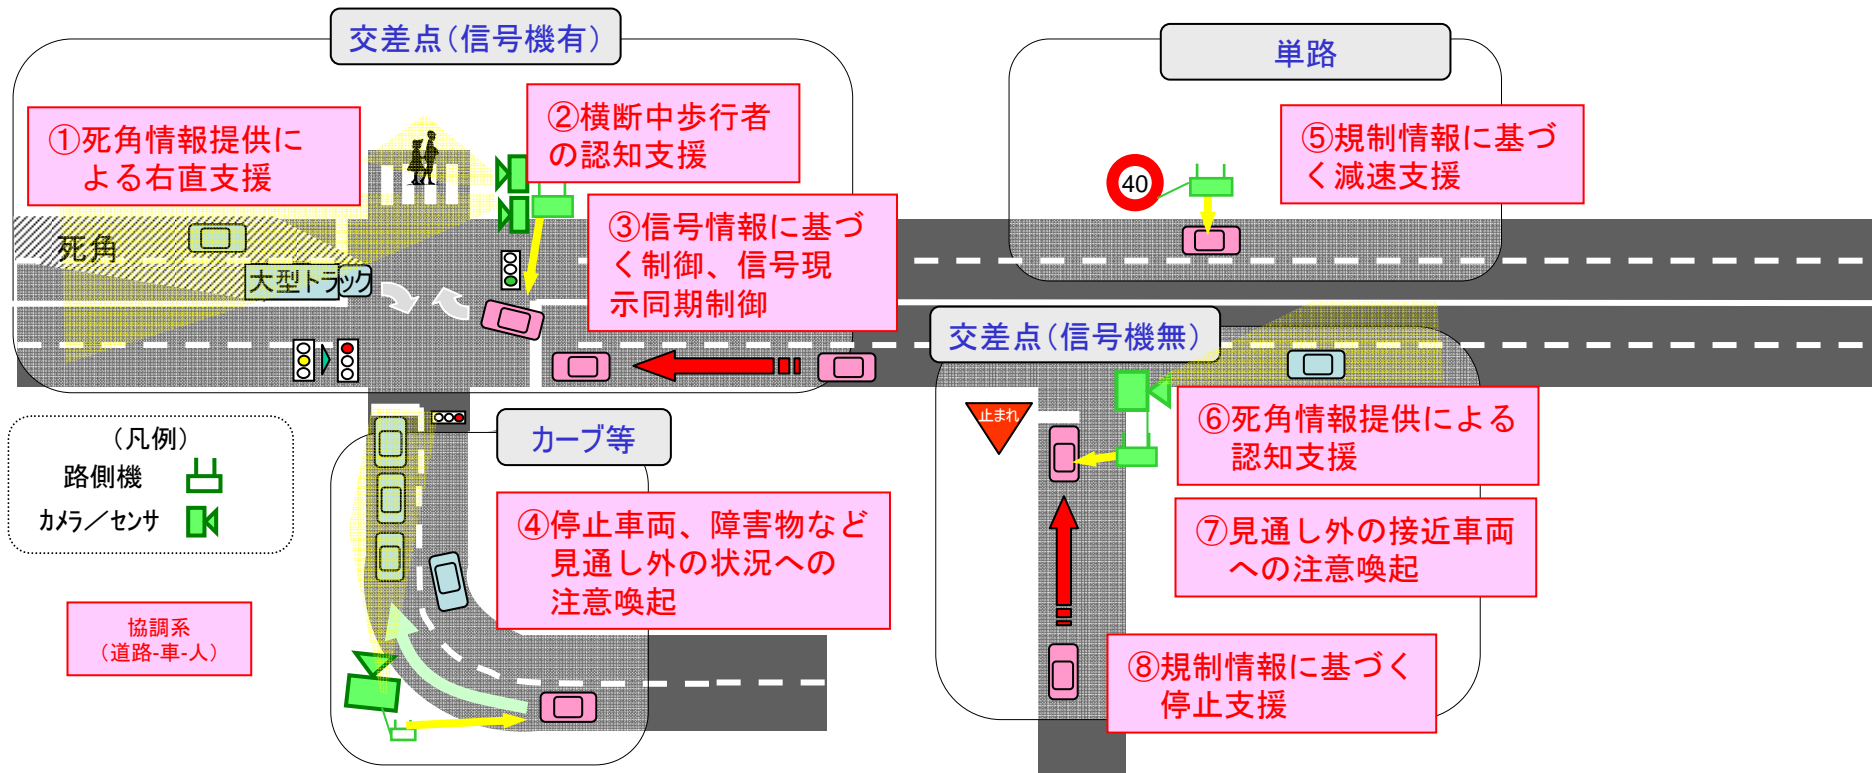 交差点(信号機有)
単路
①死角情報提供に
よる右直支援
②横断中歩行者
の認知支援
③信号情報に基づ
く制御、信号現
示同期制御
⑤規制情報に基づ
く減速支援
40
死角
大型トラック
交差点(信号機無)
止まれ
⑥死角情報提供による
認知支援
⑦見通し外の接近車両
への注意喚起
⑧規制情報に基づく
停止支援
カーブ等
④停止車両、障害物など
見通し外の状況への
注意喚起
(凡例)
路側機
カメラ/センサ
協調系
(道路-車-人)